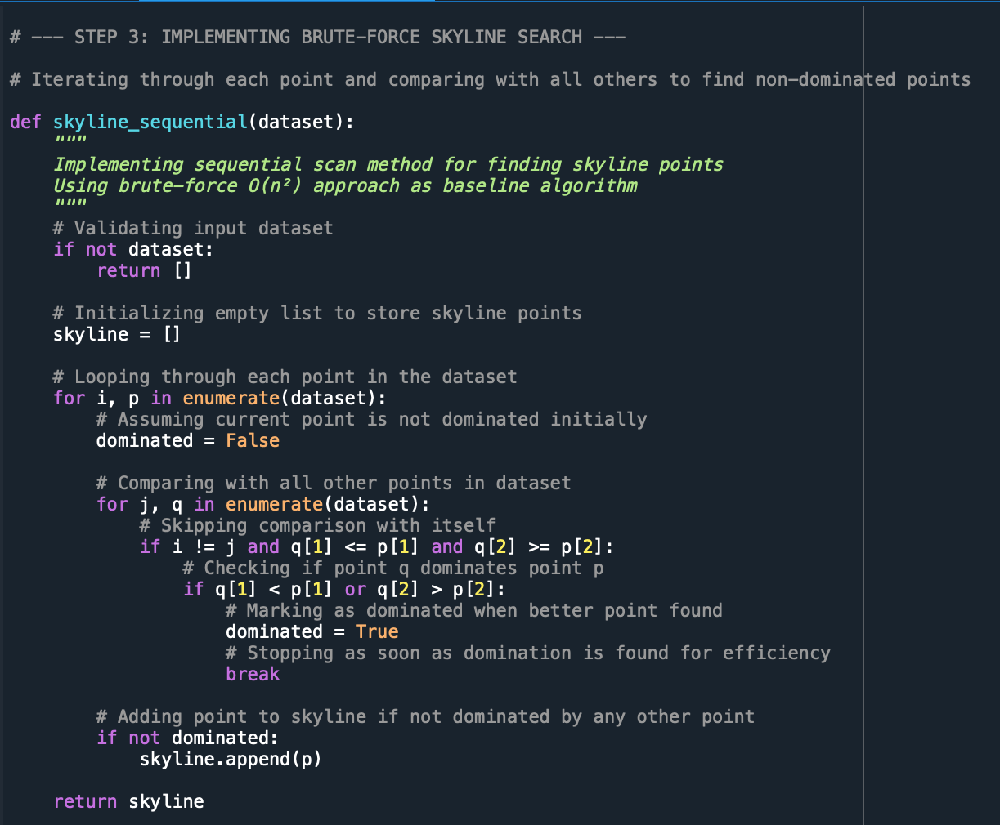 # --- STEP 3: IMPLEMENTING BRUTE-FORCE SKYLINE SEARCH ---
# Iterating through each point and comparing with all others to find non-dominated points
def skyline_sequential(dataset):
    """
    Implementing sequential scan method for finding skyline points
    Using brute-force O(n²) approach as baseline algorithm
    """
    # Validating input dataset
    if not dataset:
        return []
    # Initializing empty list to store skyline points
    skyline = []
    # Looping through each point in the dataset
    for i, p in enumerate(dataset):
        # Assuming current point is not dominated initially
        dominated = False
        # Comparing with all other points in dataset
        for j, q in enumerate(dataset):
            # Skipping comparison with itself
            if i != j and q[1] <= p[1] and q[2] >= p[2]:
                # Checking if point q dominates point p
                if q[1] < p[1] or q[2] > p[2]:
                    # Marking as dominated when better point found
                    dominated = True
                    # Stopping as soon as domination is found for efficiency
                    break
        # Adding point to skyline if not dominated by any other point
        if not dominated:
            skyline.append(p)
    return skyline